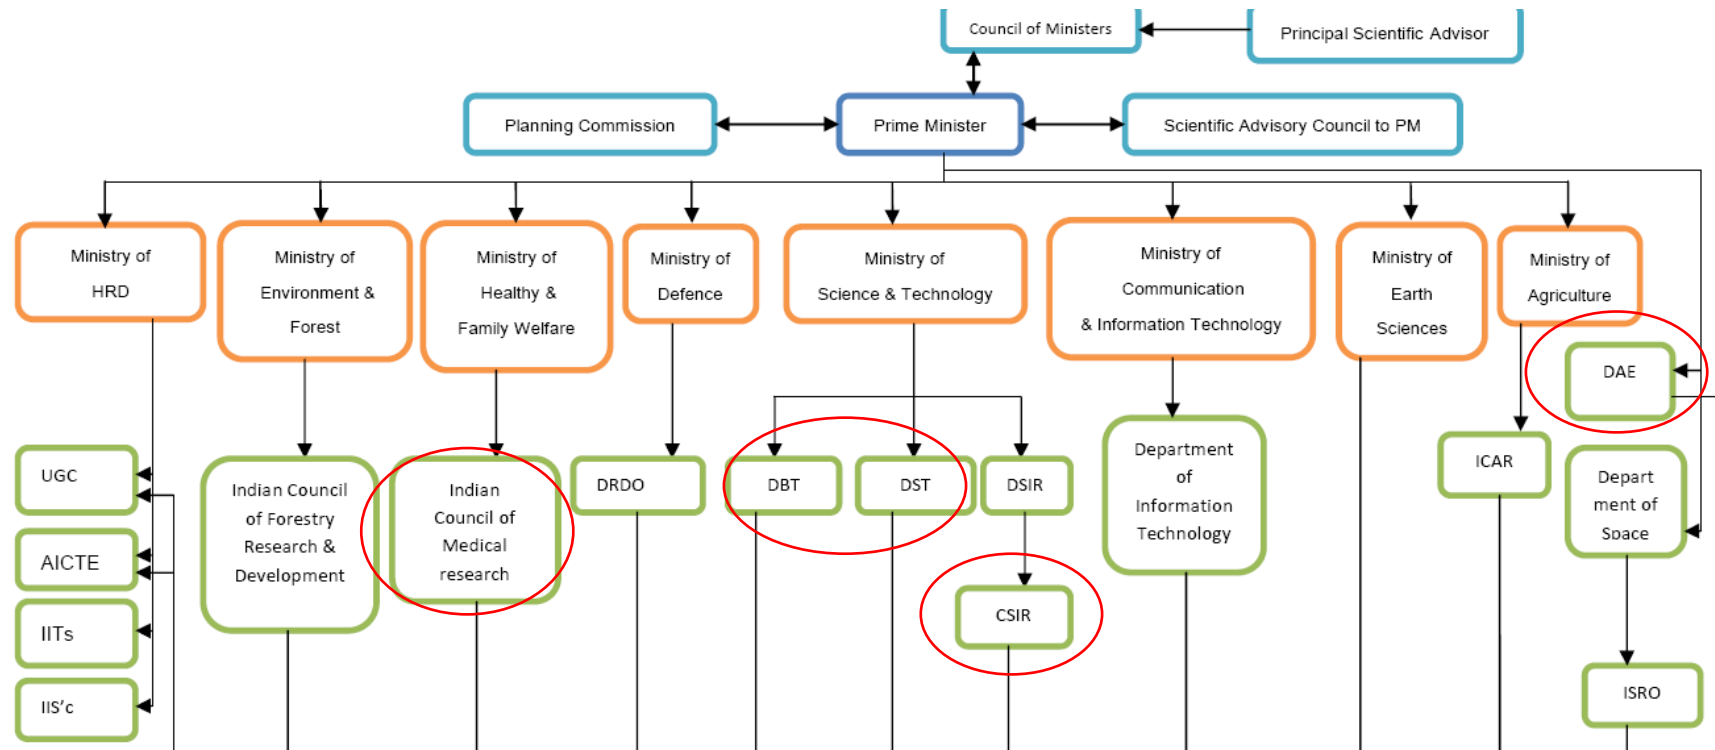 Council of Ministers
Principal Scientific Advisor
Planning Commission
Prime Minister
Scientific Advisory Council to PM
Ministry of
HRD
Ministry of
Environment &
Forest
Ministry of
Healthy &
Family Welfare
Ministry of
Defence
Ministry of
Science & Technology
Ministry of
Communication
& Information Technology
Ministry of
Earth
Sciences
Ministry of
Agriculture
DAE
UGC
AICTE
IITs
IIS'c
Indian Council
of Forestry
Research &
Development
Indian
Council of
Medical
research
DRDO
DBT
DST
DSIR
CSIR
Department
of
Information
Technology
ICAR
Depart
ment of
Space
ISRO